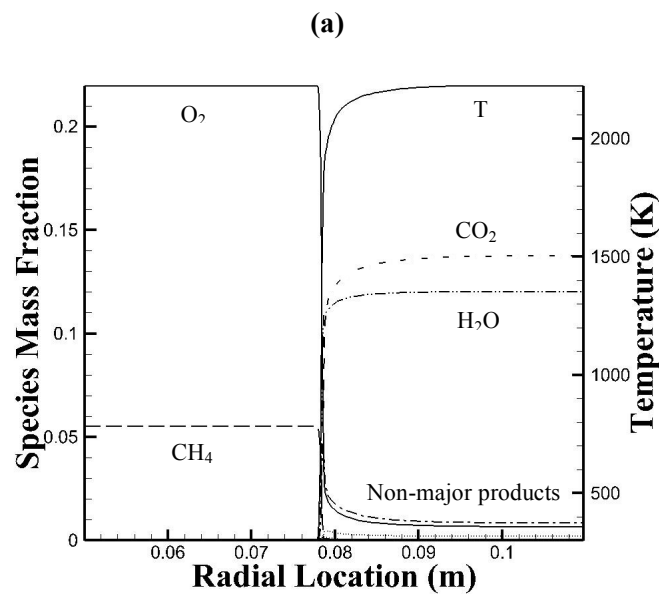 (a)
0.2
0.15
0.1
0.05
0
Species Mass Fraction
O₂
T
CO₂
H₂O
CH₄
Non-major products
2000
1500
1000
500
Temperature (K)
0.06
0.07
0.08
0.09
0.1
Radial Location (m)